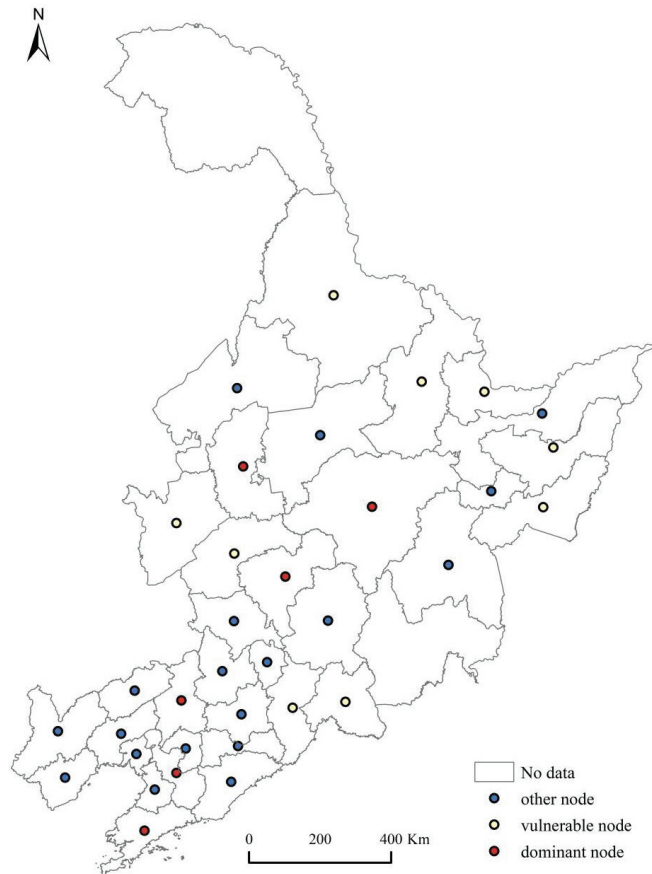 N
No data
other node
vulnerable node
dominant node
0 200 400 Km